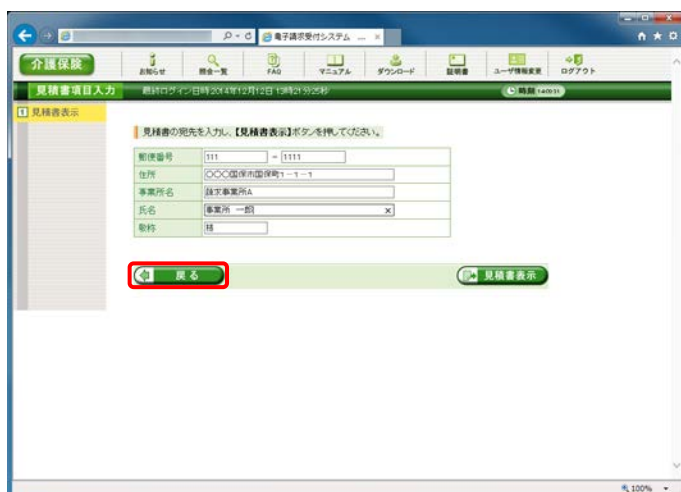 電子請求受付システム ...
介護保険
お知らせ 照会一覧 FAQ マニュアル ダウンロード 証明書 ユーザ情報変更 ログアウト
見積書項目入力 最終ログイン日時:2014年12月12日 13時21分25秒 時刻
1 見積書表示
見積書の宛先を入力し、【見積書表示】ボタンを押してください。
郵便番号 111 - 1111
住所 〇〇〇国保市国保町1-1-1
事業所名 請求事業所A
氏名 事業所 一郎
敬称 様
戻る 見積書表示
100%